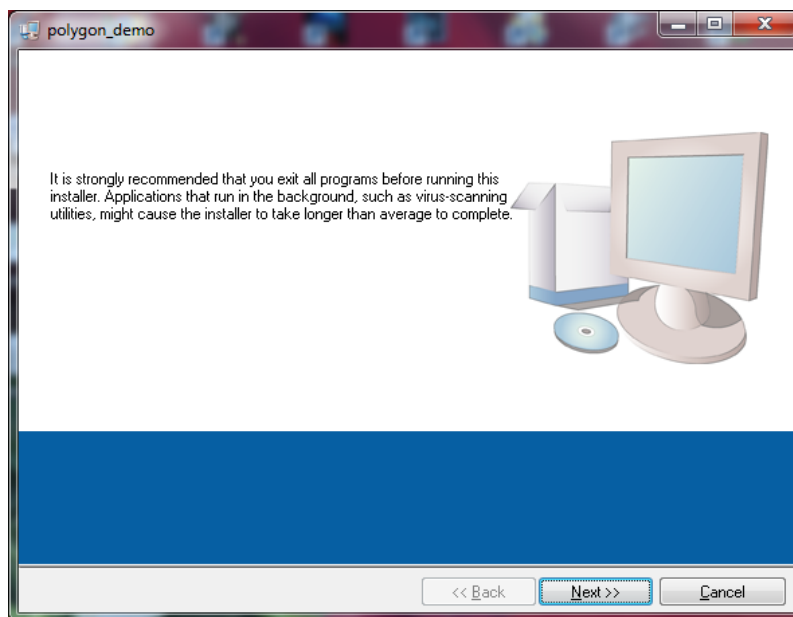 polygon_demo
It is strongly recommended that you exit all programs before running this
installer. Applications that run in the background, such as virus-scanning
utilities, might cause the installer to take longer than average to complete.
<< Back
Next >>
Cancel